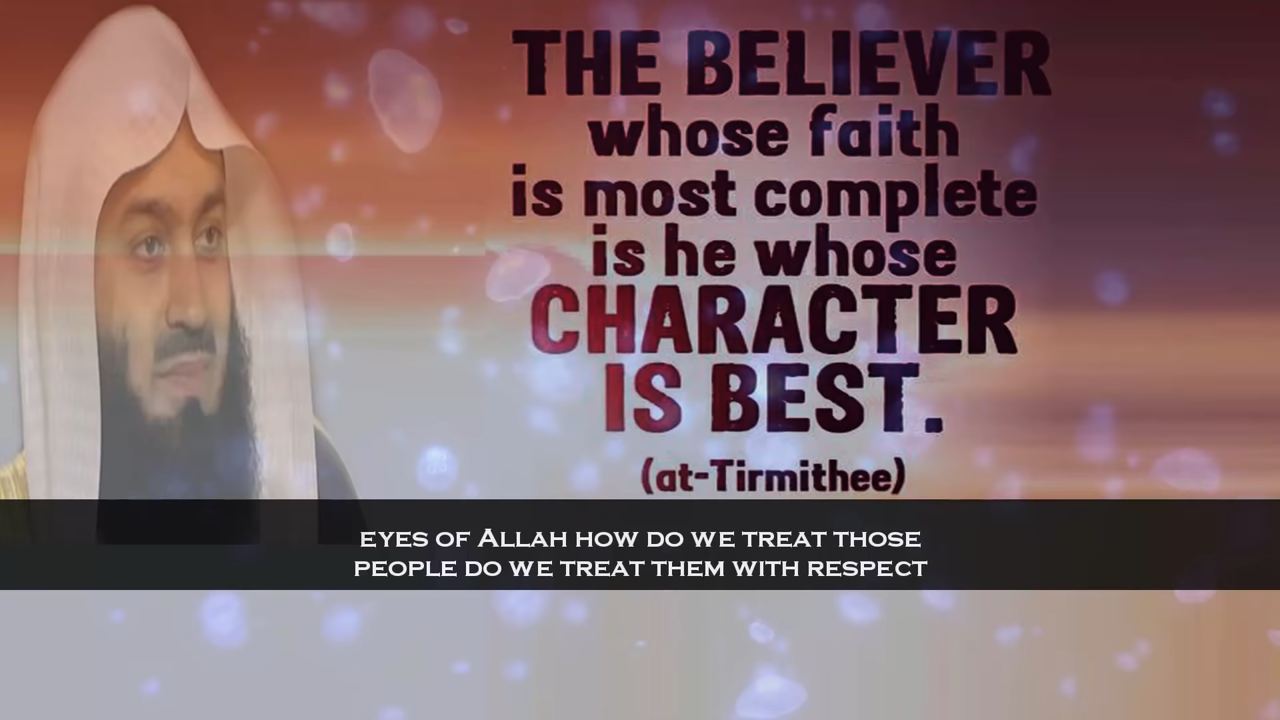 THE BELIEVER
whose faith
is most complete
is he whose
CHARACTER
IS BEST.
(at-Tirmithee)
EYES OF ALLAH HOW DO WE TREAT THOSE
PEOPLE DO WE TREAT THEM WITH RESPECT